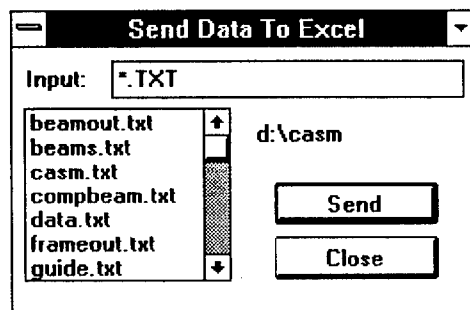 Send Data To Excel
Input: *.TXT
beamout.txt
beams.txt
casm.txt
compbeam.txt
data.txt
frameout.txt
guide.txt
d:\casm
Send
Close